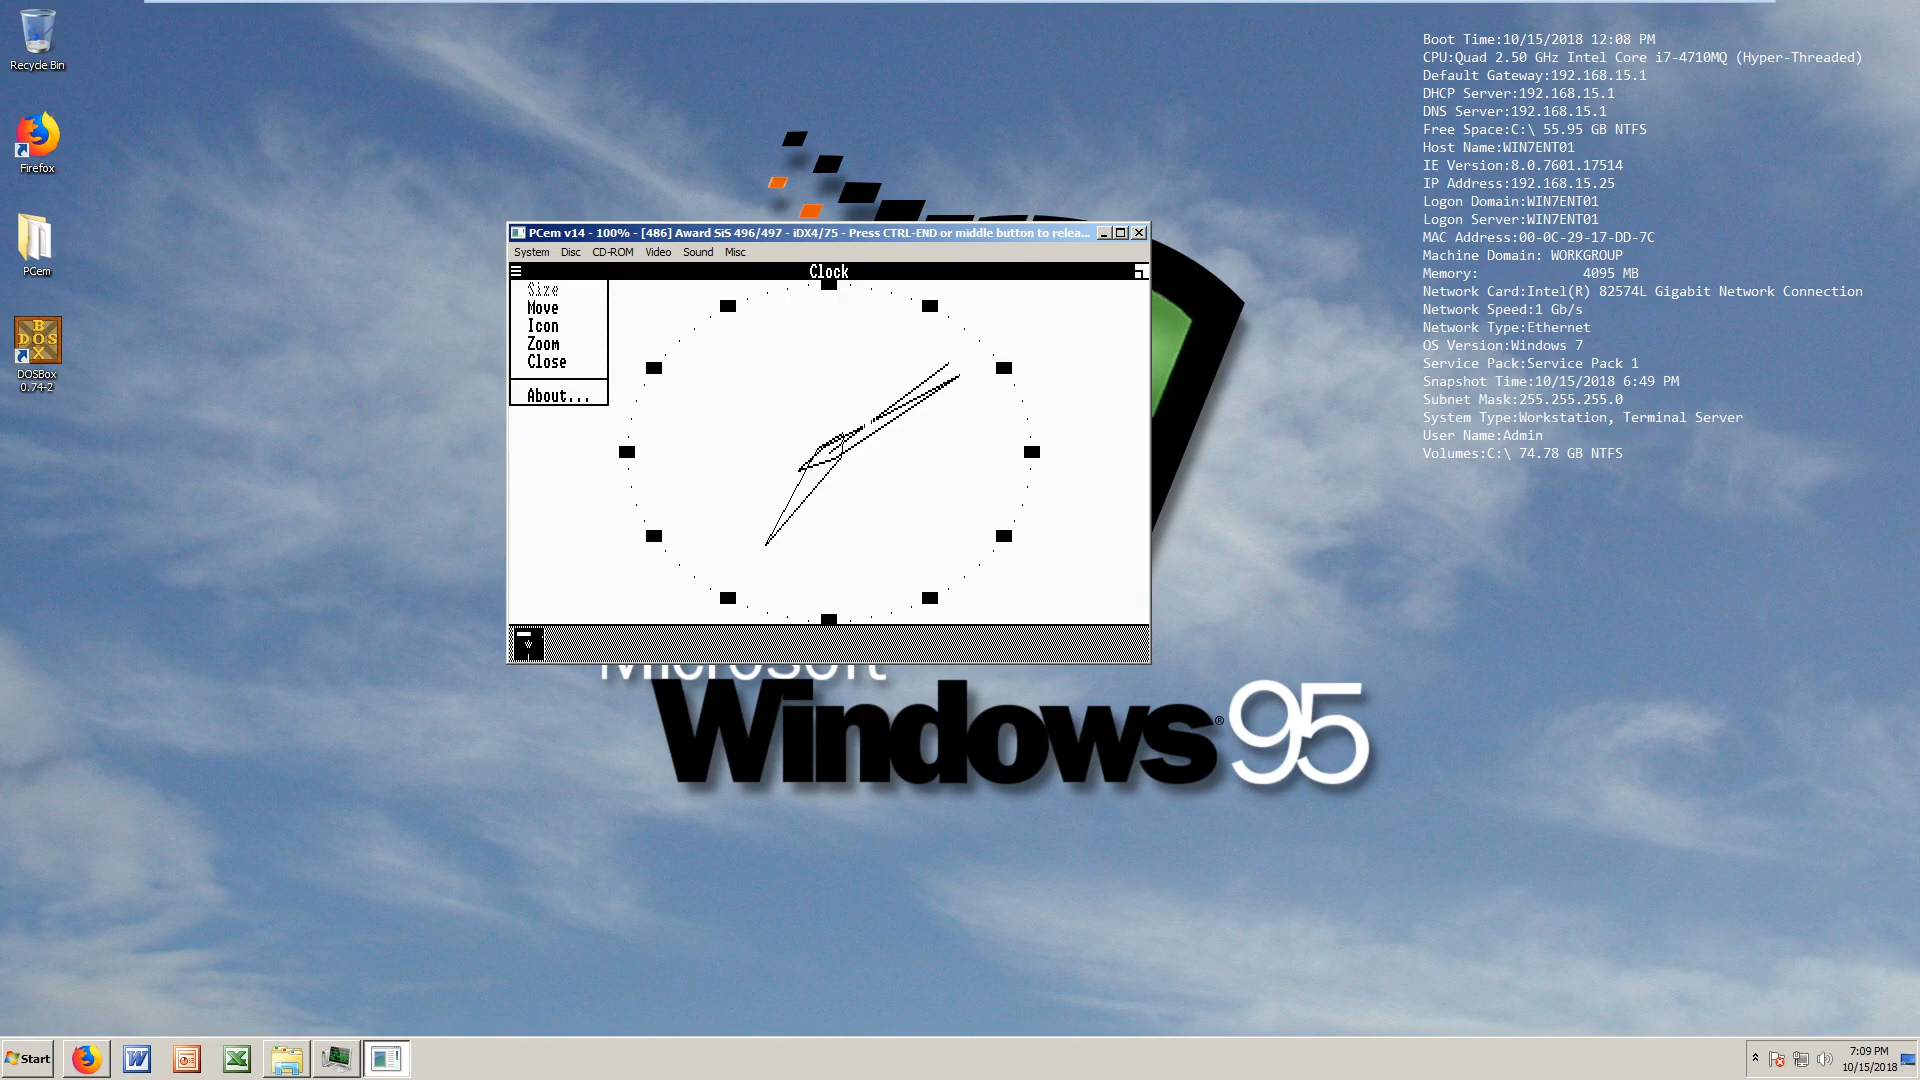 Recycle Bin
Firefox
PCem
DOSBox
0.74-2
Boot Time:10/15/2018 12:08 PM
CPU:Quad 2.50 GHz Intel Core i7-4710MQ (Hyper-Threaded)
Default Gateway:192.168.15.1
DHCP Server:192.168.15.1
DNS Server:192.168.15.1
Free Space:C:\ 55.95 GB NTFS
Host Name:WIN7ENT01
IE Version:8.0.7601.17514
IP Address:192.168.15.25
Logon Domain:WIN7ENT01
Logon Server:WIN7ENT01
MAC Address:00-0C-29-17-DD-7C
Machine Domain: WORKGROUP
Memory: 4095 MB
Network Card:Intel(R) 82574L Gigabit Network Connection
Network Speed:1 Gb/s
Network Type:Ethernet
OS Version:Windows 7
Service Pack:Service Pack 1
Snapshot Time:10/15/2018 6:49 PM
Subnet Mask:255.255.255.0
System Type:Workstation, Terminal Server
User Name:Admin
Volumes:C:\ 74.78 GB NTFS
PCem v14 - 100% - [486] Award SiS 496/497 - iDX4/75 - Press CTRL-END or middle button to relea...
System Disc CD-ROM Video Sound Misc
Clock
Size
Move
Icon
Zoom
Close
About...
Microsoft
Windows® 95
Start
7:09 PM
10/15/2018